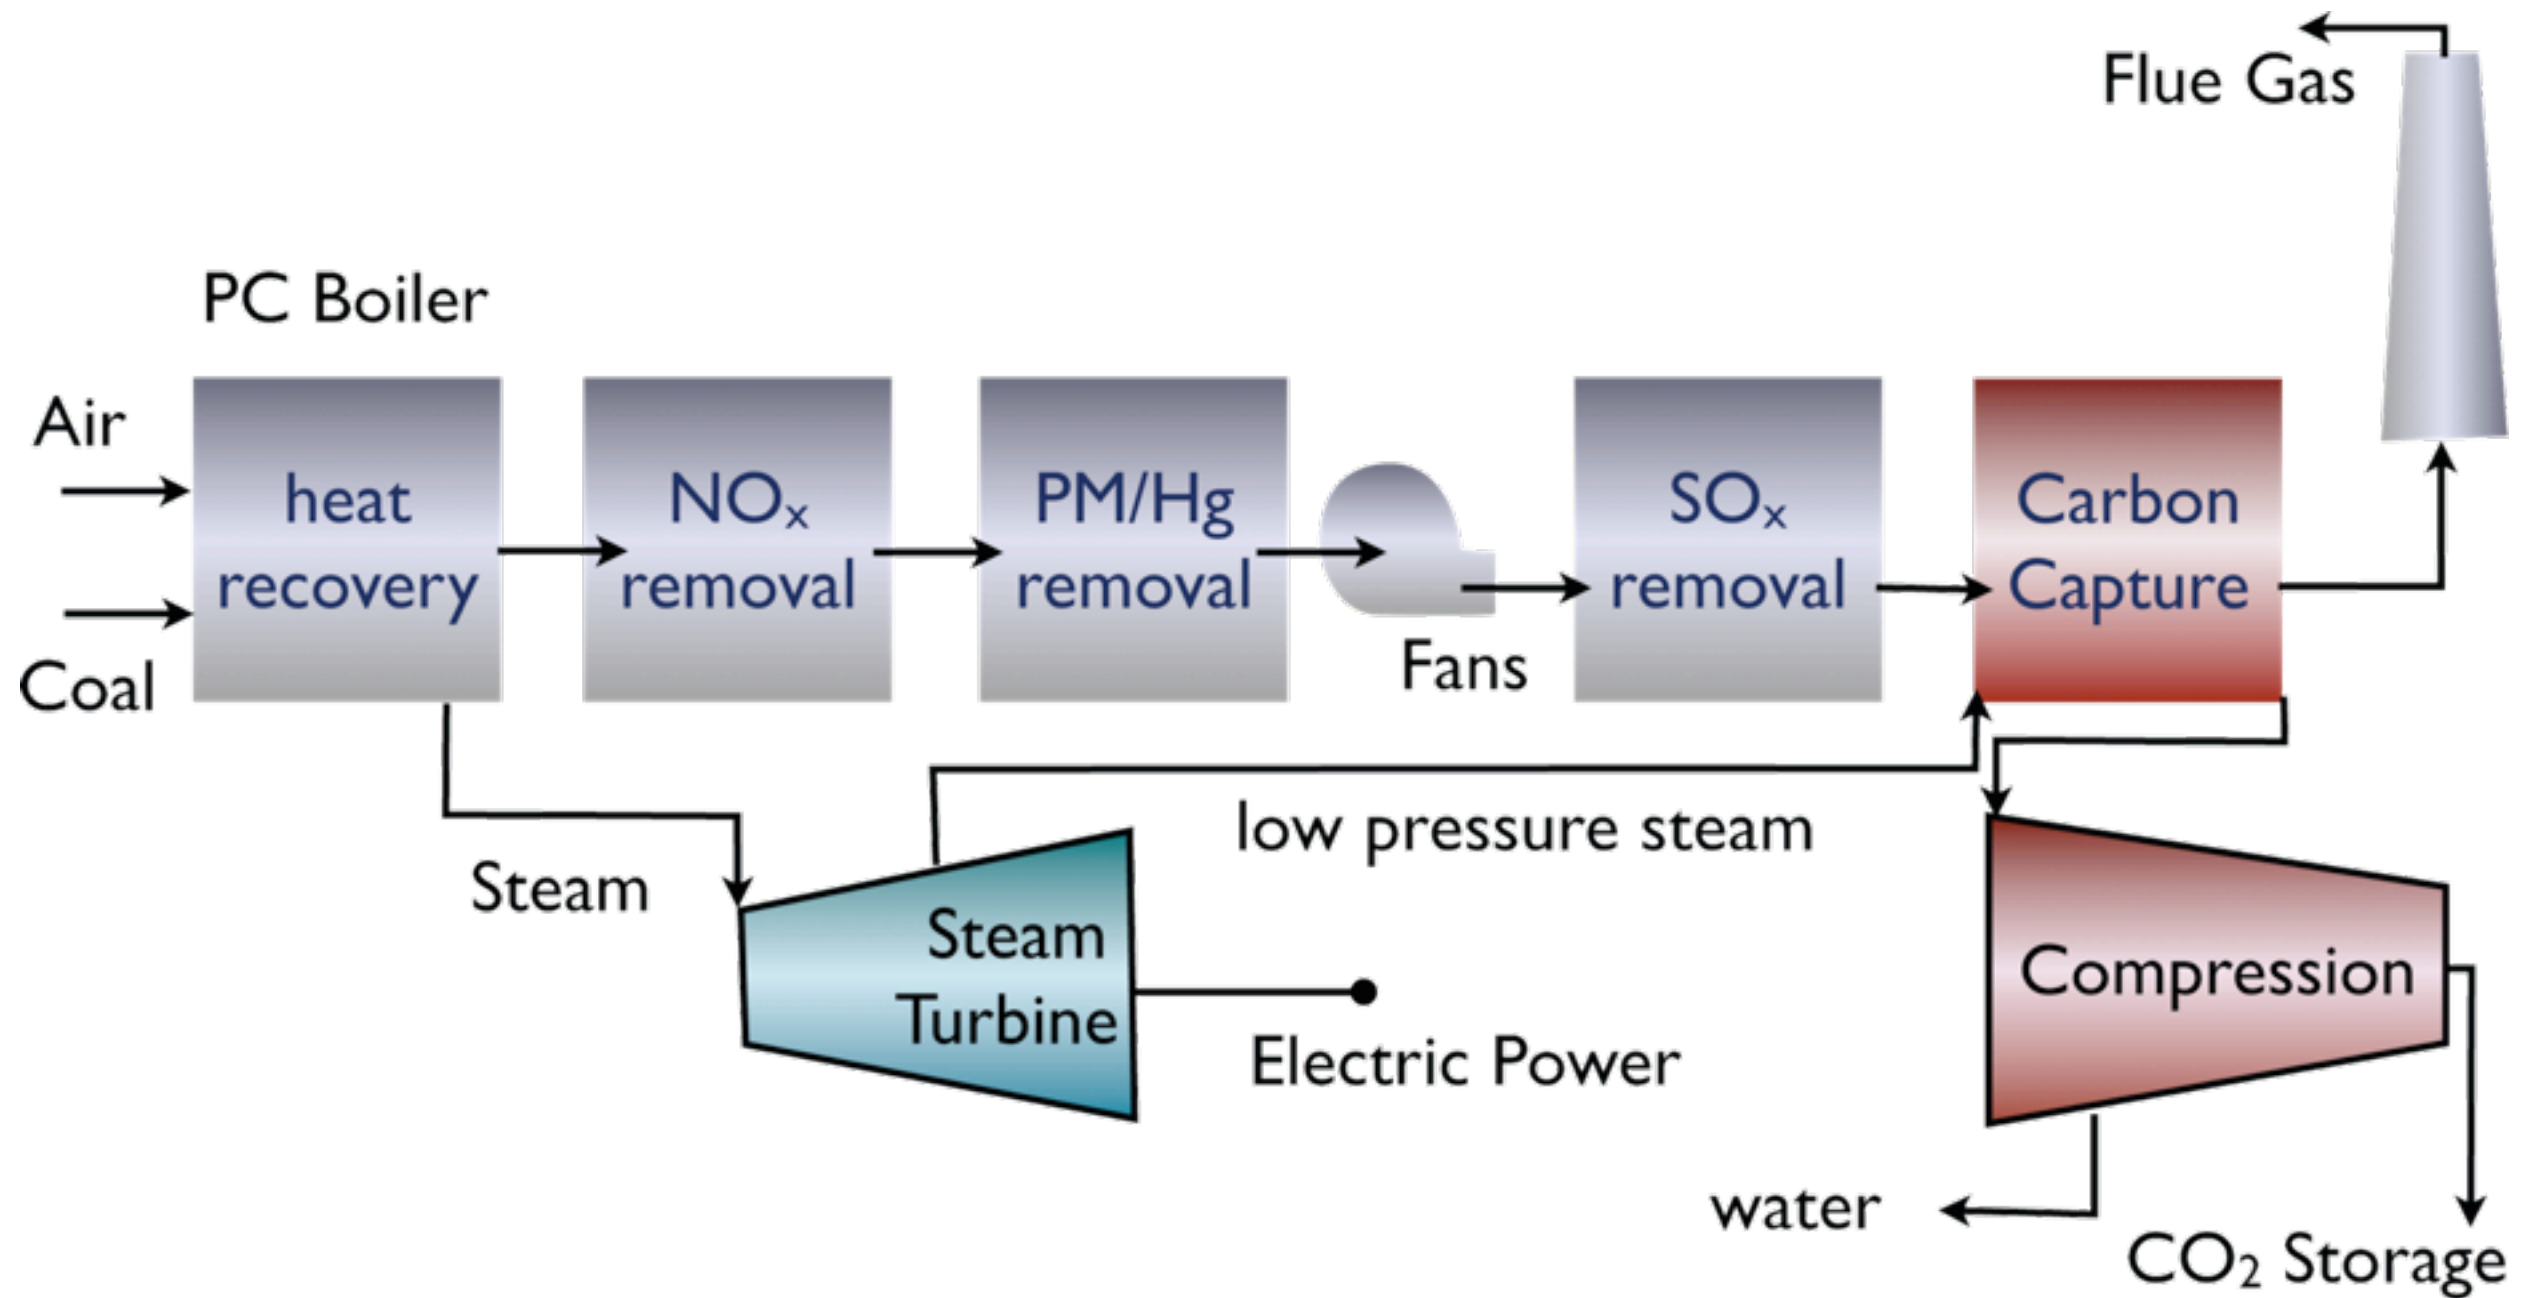 Flue Gas
PC Boiler
Air
Coal
heat
recovery
NOₓ
removal
PM/Hg
removal
Fans
SOₓ
removal
Carbon
Capture
Steam
low pressure steam
Steam
Turbine
Electric Power
Compression
water
CO₂ Storage